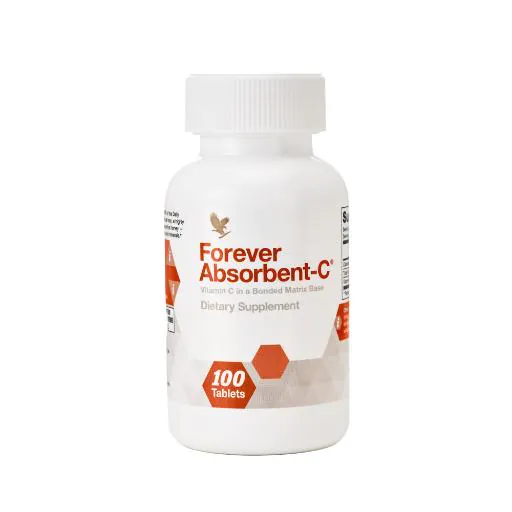 Forever
Absorbent-C®
Vitamin C in a Bonded Matrix Base
Dietary Supplement
100
Tablets